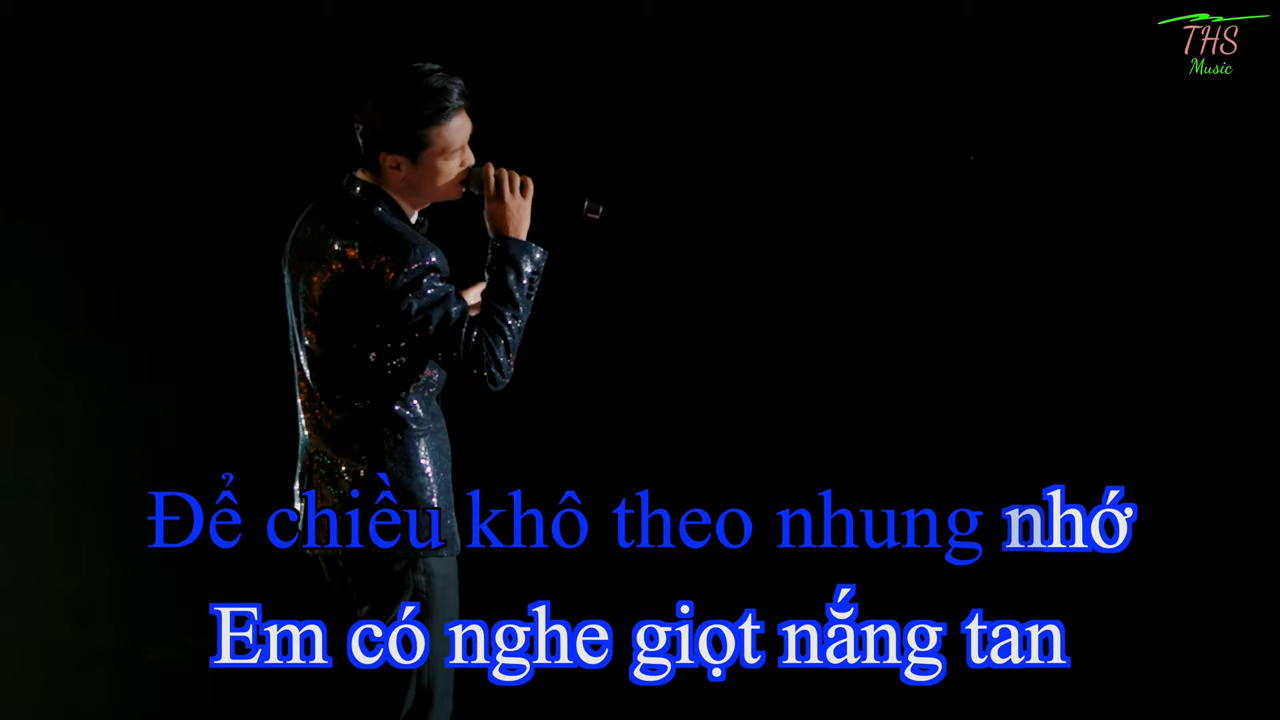 THS
Music
Để chiều khô theo nhung nhớ
Em có nghe giọt nắng tan